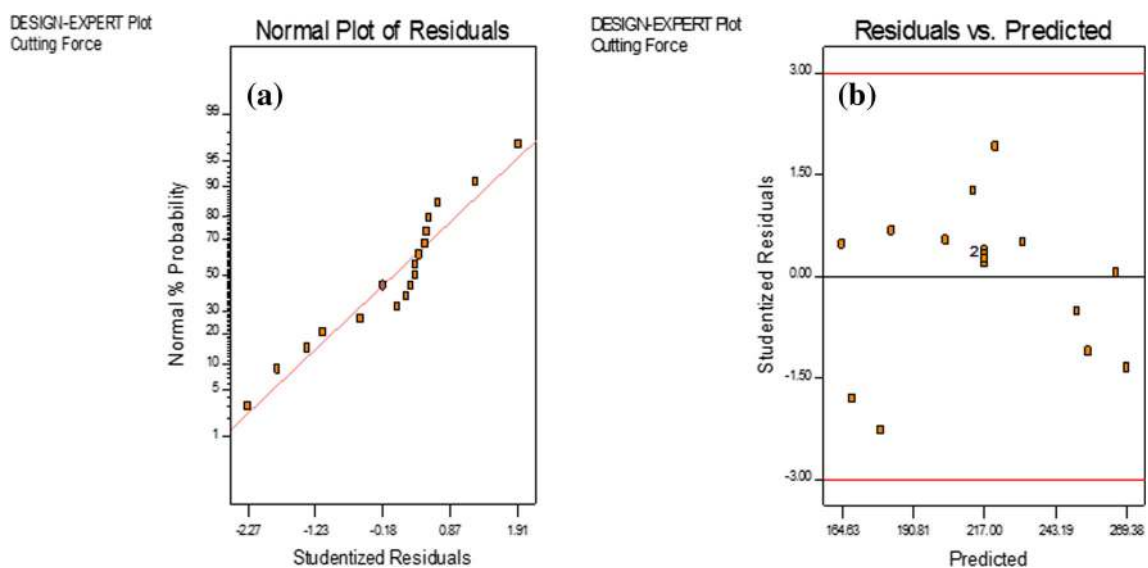 DESIGN-EXPERT Plot
Cutting Force
Normal Plot of Residuals
(a)
Normal % Probability
99
95
90
80
70
50
30
20
10
5
1
-2.27
-1.23
-0.18
0.87
1.91
Studentized Residuals
DESIGN-EXPERT Plot
Cutting Force
Residuals vs. Predicted
(b)
Studentized Residuals
3.00
1.50
0.00
-1.50
-3.00
2
164.63
190.81
217.00
243.19
269.38
Predicted